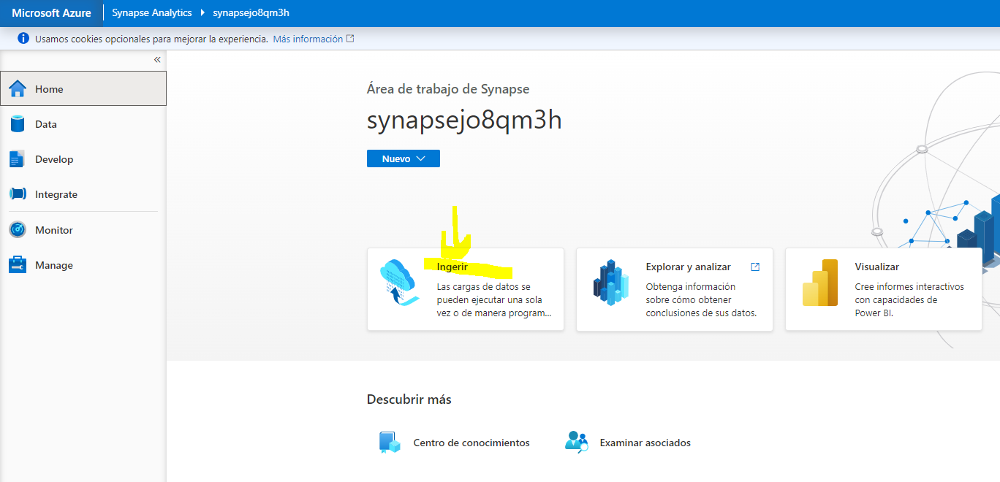 Microsoft Azure
Synapse Analytics
synapsejo8qm3h
Usamos cookies opcionales para mejorar la experiencia. Más información
«
Home
Data
Develop
Integrate
Monitor
Manage
Área de trabajo de Synapse
synapsejo8qm3h
Nuevo
Ingerir
Las cargas de datos se
pueden ejecutar una sola
vez o de manera program...
Explorar y analizar
Obtenga información
sobre cómo obtener
conclusiones de sus datos.
Visualizar
Cree informes interactivos
con capacidades de
Power BI.
Descubrir más
Centro de conocimientos
Examinar asociados